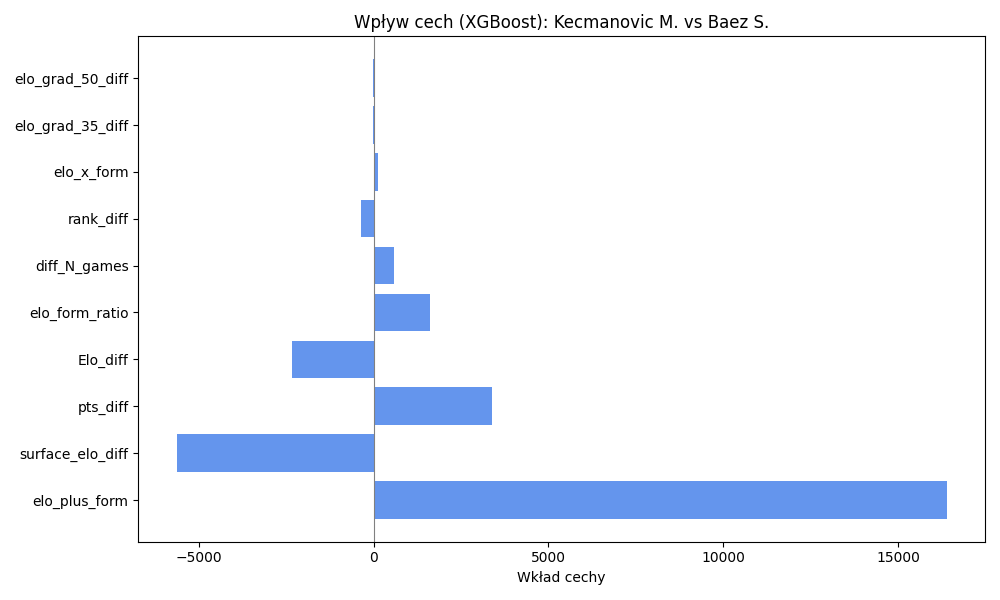 Wpływ cech (XGBoost): Kecmanovic M. vs Baez S.
elo_grad_50_diff
elo_grad_35_diff
elo_x_form
rank_diff
diff_N_games
elo_form_ratio
Elo_diff
pts_diff
surface_elo_diff
elo_plus_form
−5000 0 5000 10000 15000
Wkład cechy